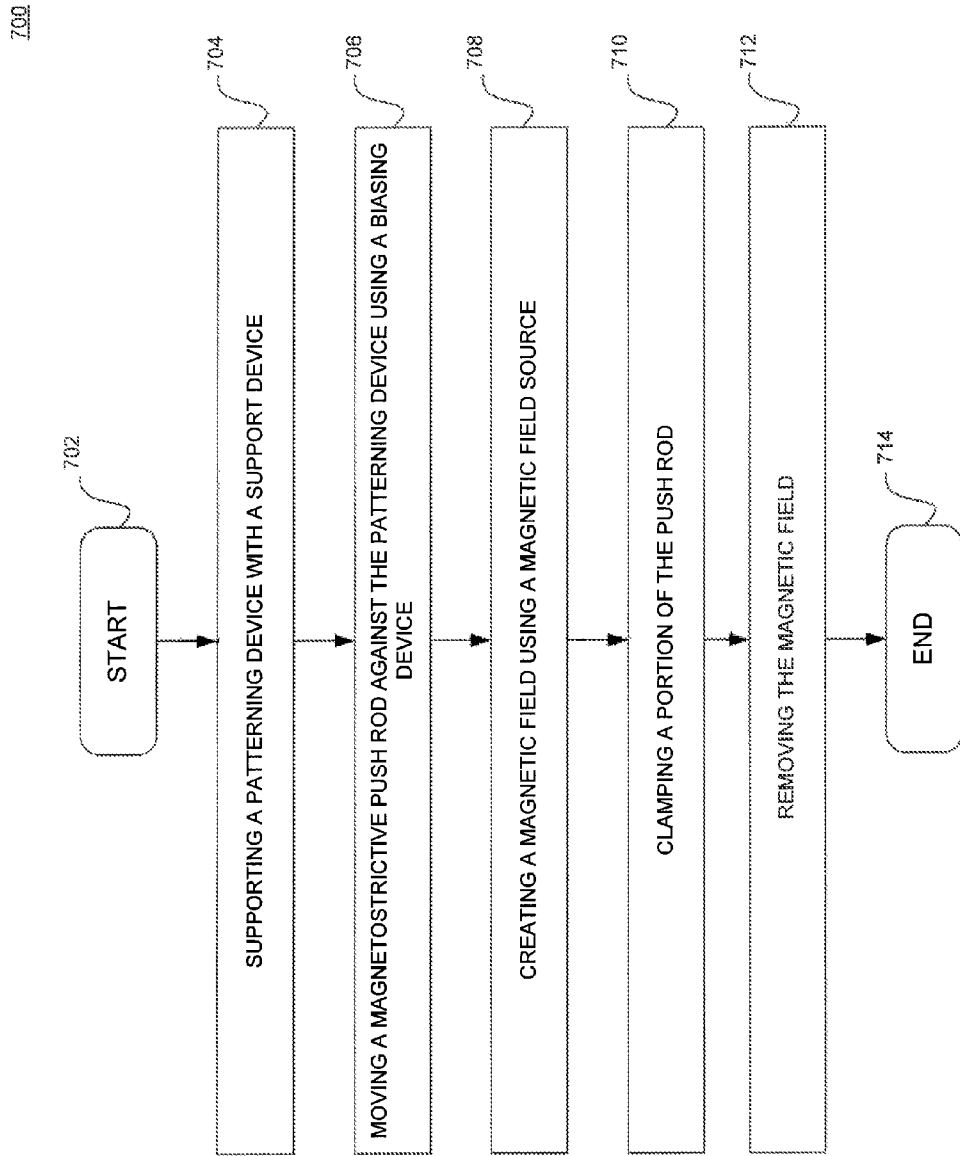 700
START
702
SUPPORTING A PATTERNING DEVICE WITH A SUPPORT DEVICE
704
MOVING A MAGNETOSTRICTIVE PUSH ROD AGAINST THE PATTERNING DEVICE USING A BIASING
DEVICE
706
CREATING A MAGNETIC FIELD USING A MAGNETIC FIELD SOURCE
708
CLAMPING A PORTION OF THE PUSH ROD
710
REMOVING THE MAGNETIC FIELD
712
END
714